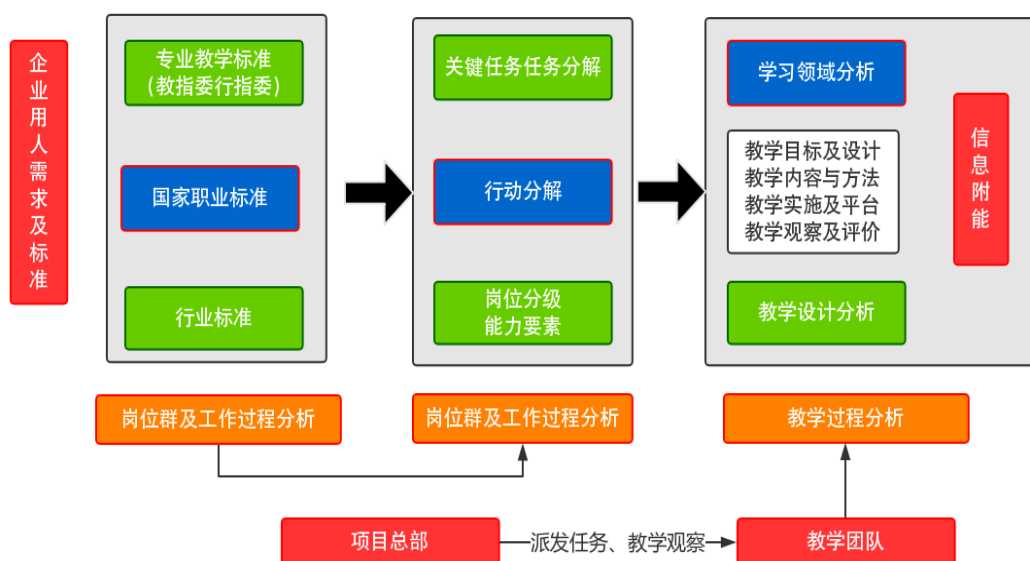 企业用人需求及标准
专业教学标准
（教指委行指委）
国家职业标准
行业标准
关键任务任务分解
行动分解
岗位分级
能力要素
学习领域分析
教学目标及设计
教学内容与方法
教学实施及平台
教学观察及评价
教学设计分析
信息附能
岗位群及工作过程分析
岗位群及工作过程分析
教学过程分析
项目总部
派发任务、教学观察
教学团队